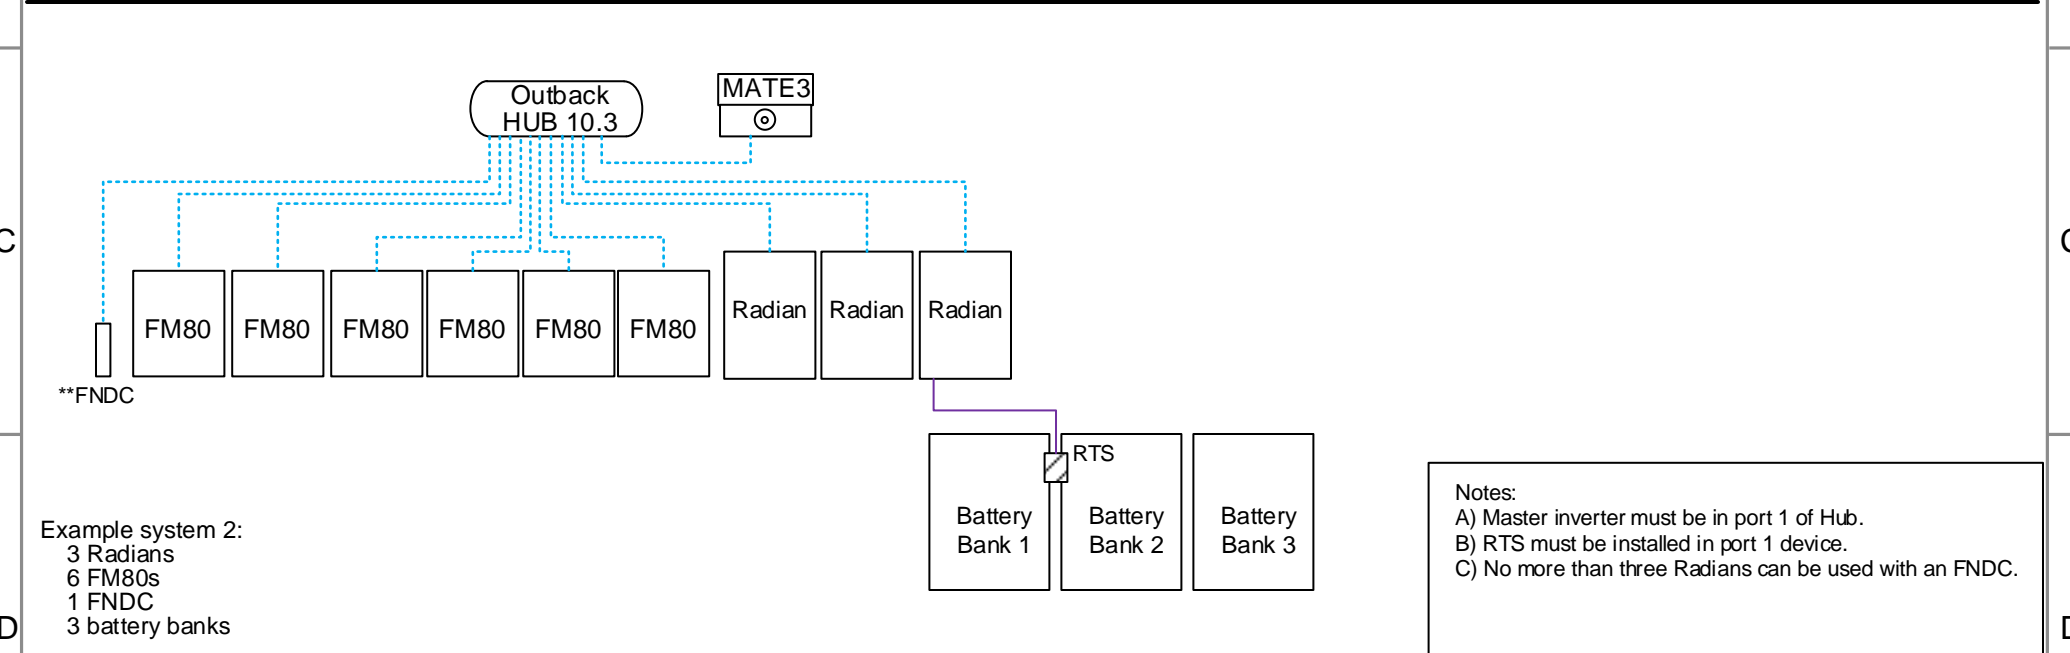 Outback
HUB 10.3
MATE3
C
FM80
FM80
FM80
FM80
FM80
FM80
Radian
Radian
Radian
**FNDC
RTS
Battery
Bank 1
Battery
Bank 2
Battery
Bank 3
Example system 2:
3 Radians
6 FM80s
1 FNDC
3 battery banks
Notes:
A) Master inverter must be in port 1 of Hub.
B) RTS must be installed in port 1 device.
C) No more than three Radians can be used with an FNDC.
D